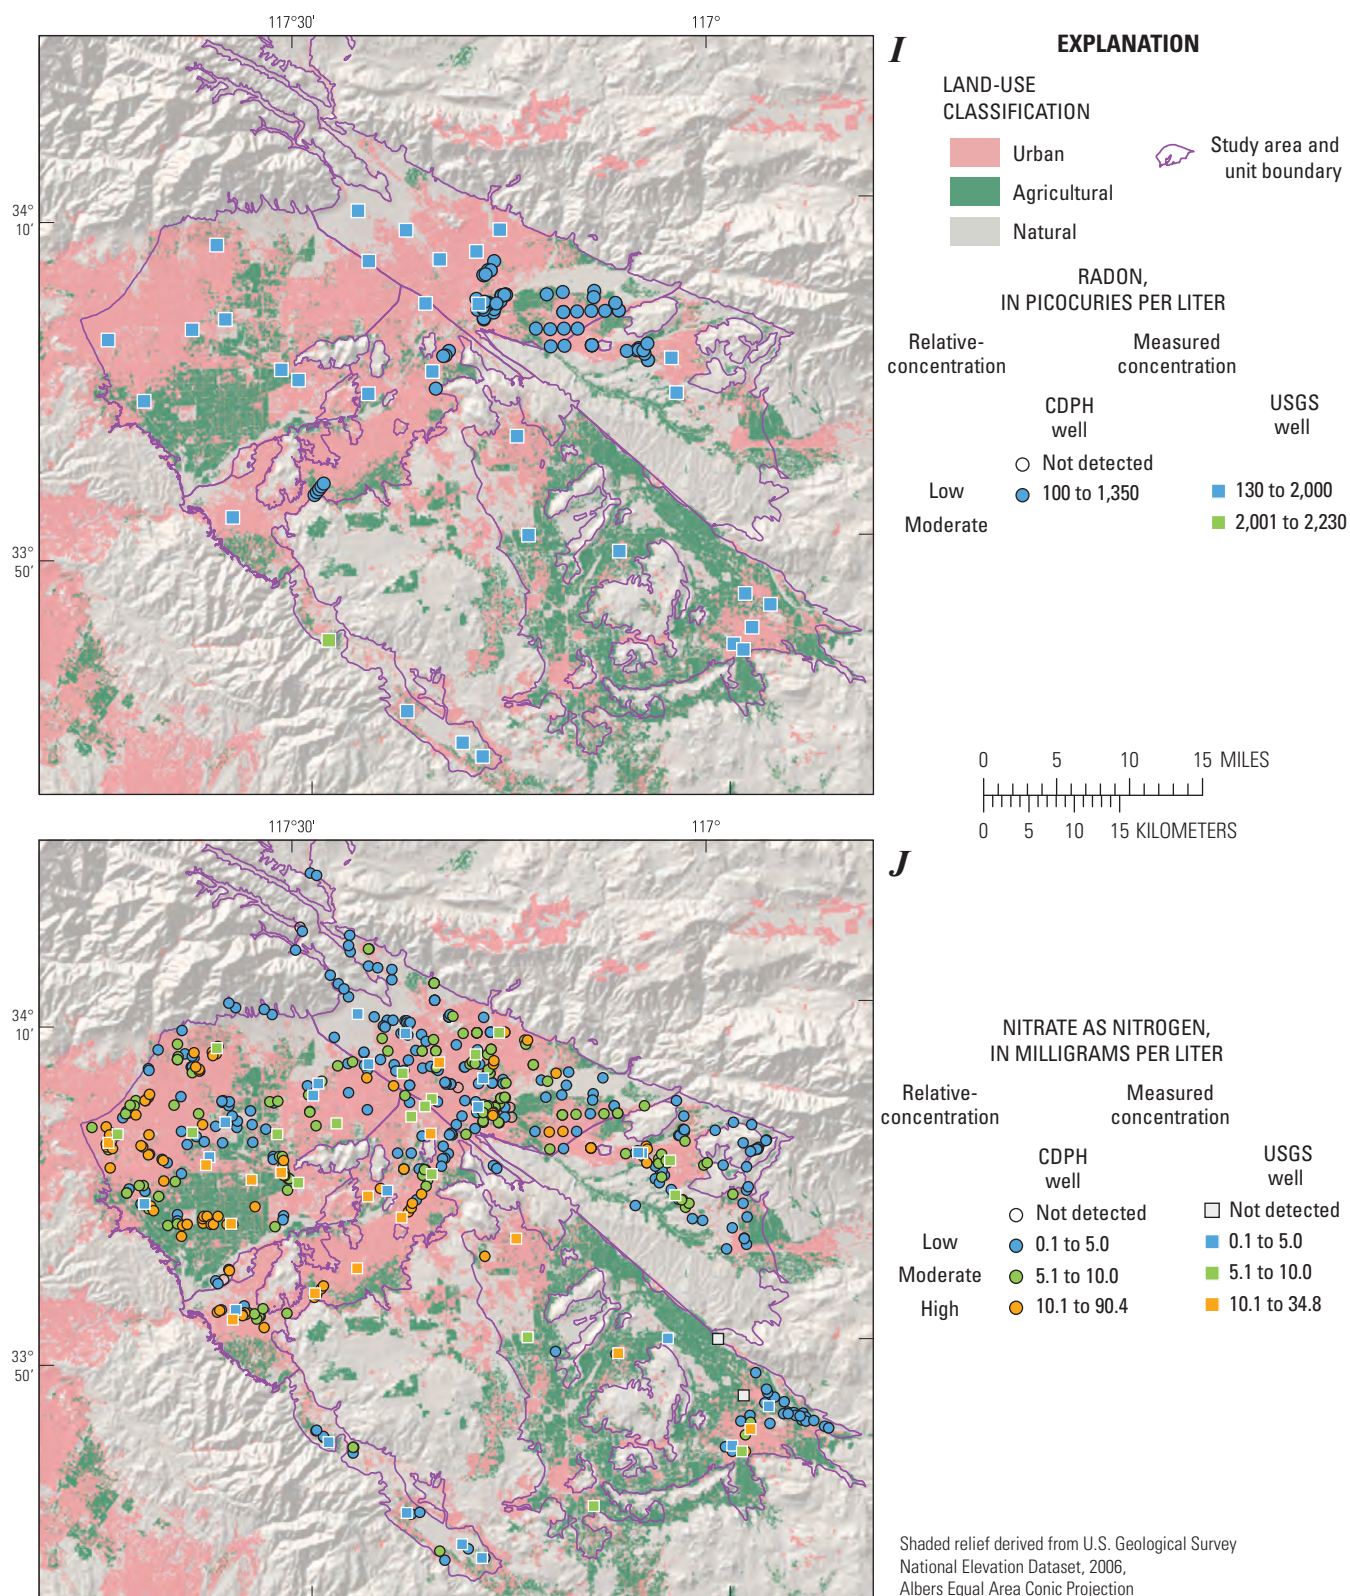 117°30'
117°
34°
10'
33°
50'
I
EXPLANATION
LAND-USE
CLASSIFICATION
Urban
Agricultural
Natural
Study area and
unit boundary
RADON,
IN PICOCURIES PER LITER
Relative-
concentration
Measured
concentration
CDPH
well
USGS
well
Not detected
Low
100 to 1,350
130 to 2,000
Moderate
2,001 to 2,230
0 5 10 15 MILES
0 5 10 15 KILOMETERS
117°30'
117°
34°
10'
33°
50'
J
NITRATE AS NITROGEN,
IN MILLIGRAMS PER LITER
Relative-
concentration
Measured
concentration
CDPH
well
USGS
well
Not detected
Not detected
Low
0.1 to 5.0
0.1 to 5.0
Moderate
5.1 to 10.0
5.1 to 10.0
High
10.1 to 90.4
10.1 to 34.8
Shaded relief derived from U.S. Geological Survey
National Elevation Dataset, 2006,
Albers Equal Area Conic Projection